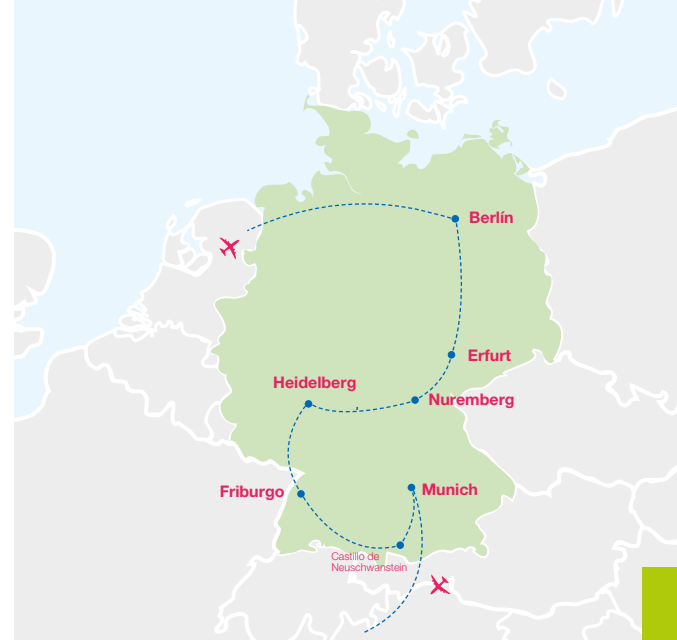 Berlín
Erfurt
Heidelberg
Nuremberg
Friburgo
Munich
Castillo de
Neuschwanstein